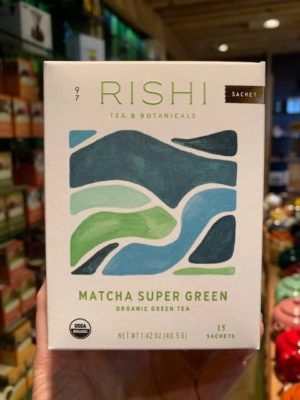 97
RISHI
SACHET
TEA & BOTANICALS
MATCHA SUPER GREEN
ORGANIC GREEN TEA
USDA
ORGANIC
NET WT 1.42 OZ (40.5 G)
15
SACHETS